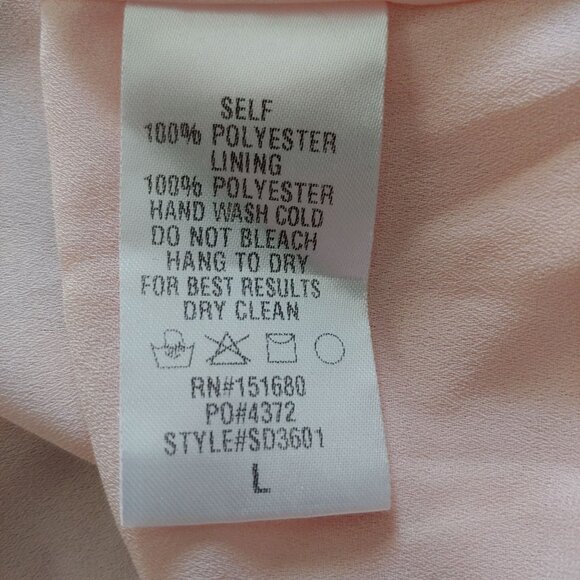 SELF
100% POLYESTER
LINING
100% POLYESTER
HAND WASH COLD
DO NOT BLEACH
HANG TO DRY
FOR BEST RESULTS
DRY CLEAN
RN#151680
PO#4372
STYLE#SD3601
L